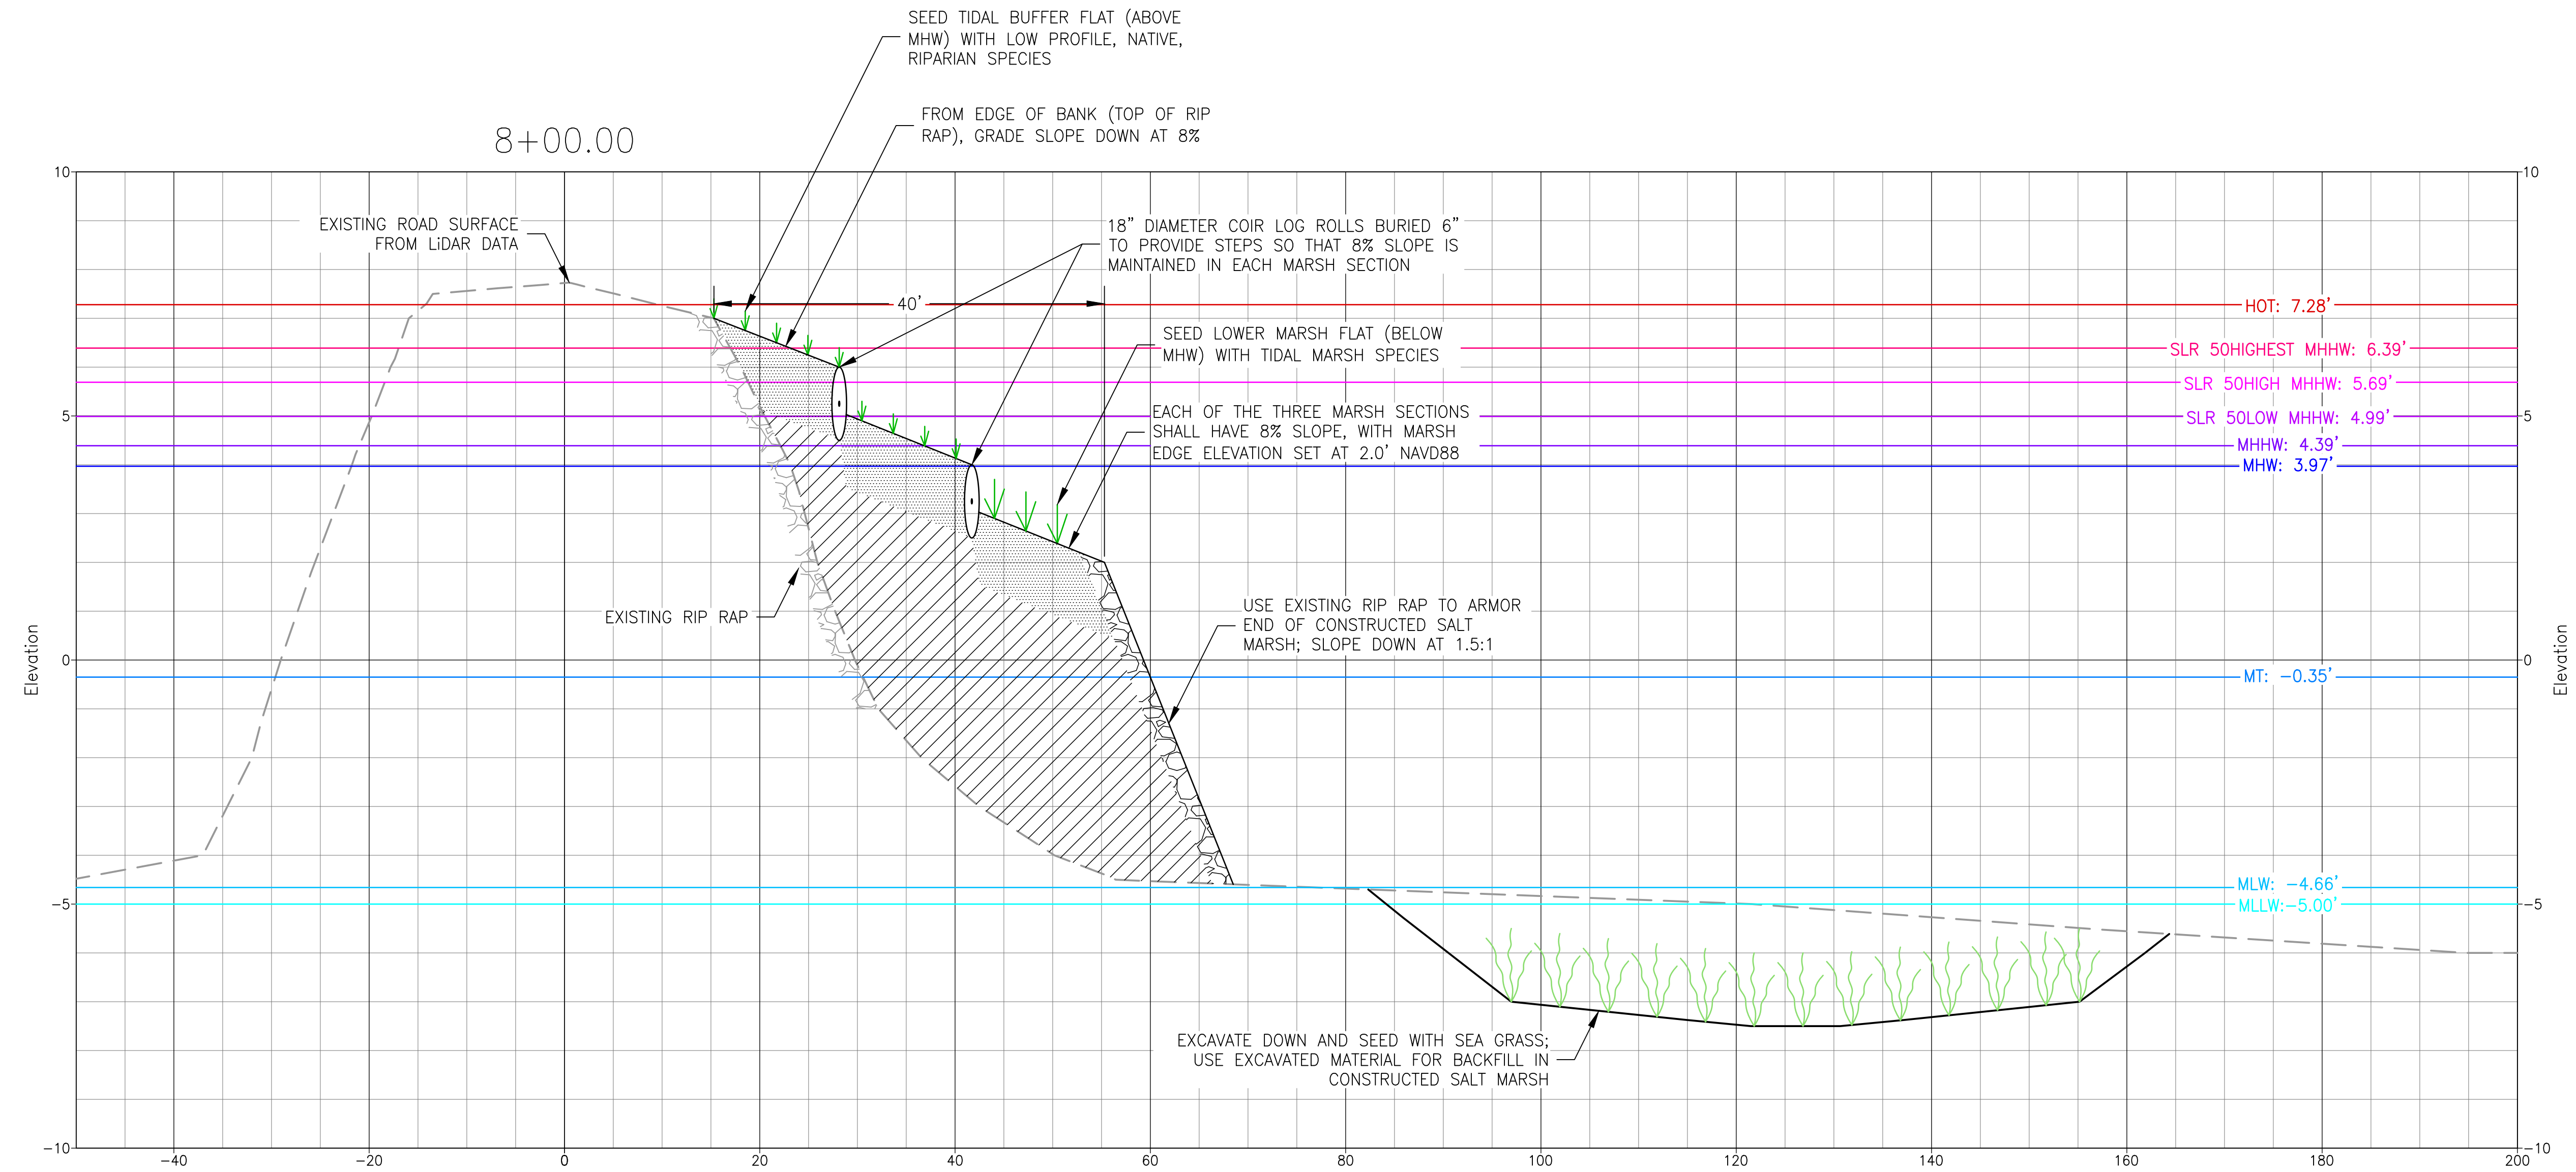 SEED TIDAL BUFFER FLAT (ABOVE
MHW) WITH LOW PROFILE, NATIVE,
RIPARIAN SPECIES
FROM EDGE OF BANK (TOP OF RIP
RAP), GRADE SLOPE DOWN AT 8%
8+00.00
EXISTING ROAD SURFACE
FROM LiDAR DATA
18" DIAMETER COIR LOG ROLLS BURIED 6"
TO PROVIDE STEPS SO THAT 8% SLOPE IS
MAINTAINED IN EACH MARSH SECTION
40'
SEED LOWER MARSH FLAT (BELOW
MHW) WITH TIDAL MARSH SPECIES
EACH OF THE THREE MARSH SECTIONS
SHALL HAVE 8% SLOPE, WITH MARSH
EDGE ELEVATION SET AT 2.0' NAVD88
HOT: 7.28'
SLR 50HIGHEST MHHW: 6.39'
SLR 50HIGH MHHW: 5.69'
SLR 50LOW MHHW: 4.99'
MHHW: 4.39'
MHW: 3.97'
EXISTING RIP RAP
USE EXISTING RIP RAP TO ARMOR
END OF CONSTRUCTED SALT
MARSH; SLOPE DOWN AT 1.5:1
MT: -0.35'
MLW: -4.66'
MLLW:-5.00'
EXCAVATE DOWN AND SEED WITH SEA GRASS;
USE EXCAVATED MATERIAL FOR BACKFILL IN
CONSTRUCTED SALT MARSH
Elevation
10
5
0
-5
-10
Elevation
10
5
0
-5
-10
-40 -20 0 20 40 60 80 100 120 140 160 180 200